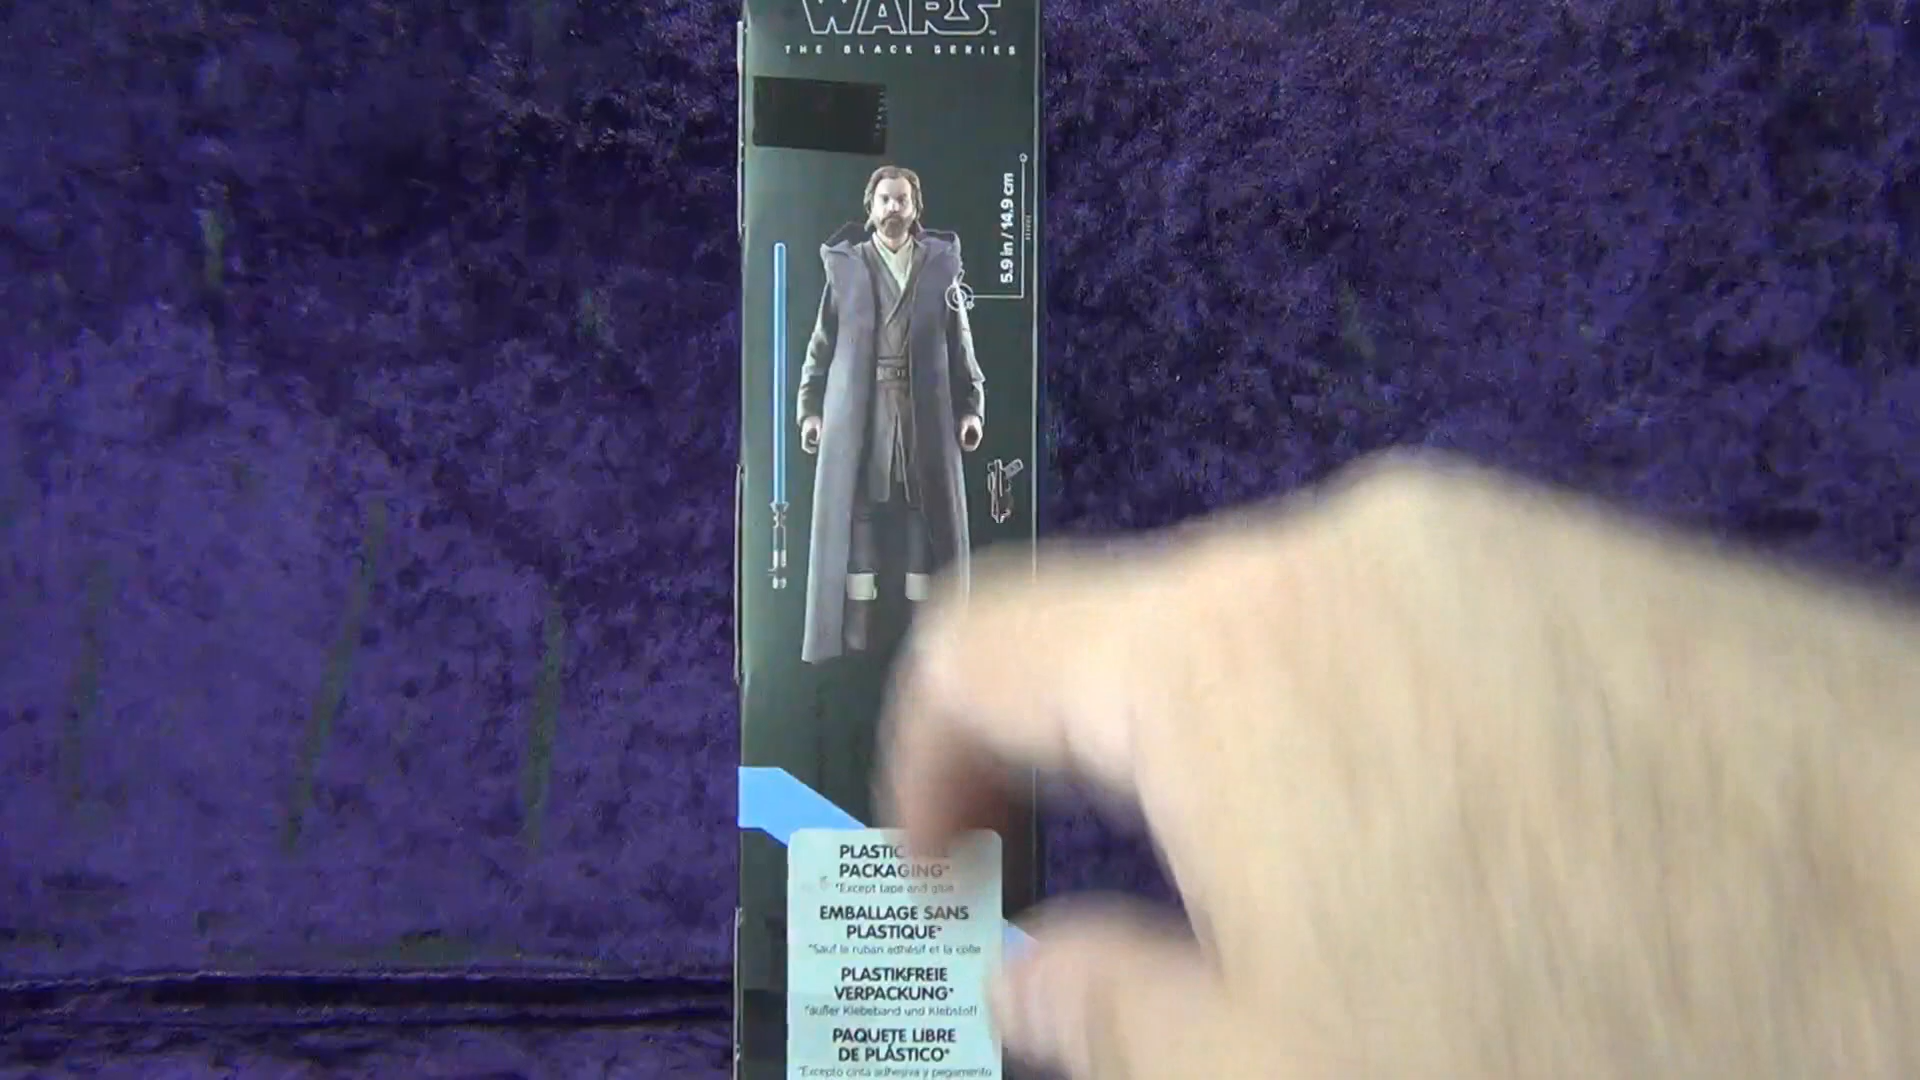 WARS
THE BLACK SERIES
5.9 in / 14.9 cm
PLASTIC
PACKAGING*
*Except tape and glue
EMBALLAGE SANS
PLASTIQUE*
*Sauf le ruban adhésif et la colle
PLASTIKFREIE
VERPACKUNG*
*außer Klebeband und Klebstoff
PAQUETE LIBRE
DE PLÁSTICO*
*Excepto cinta adhesiva y pegamento